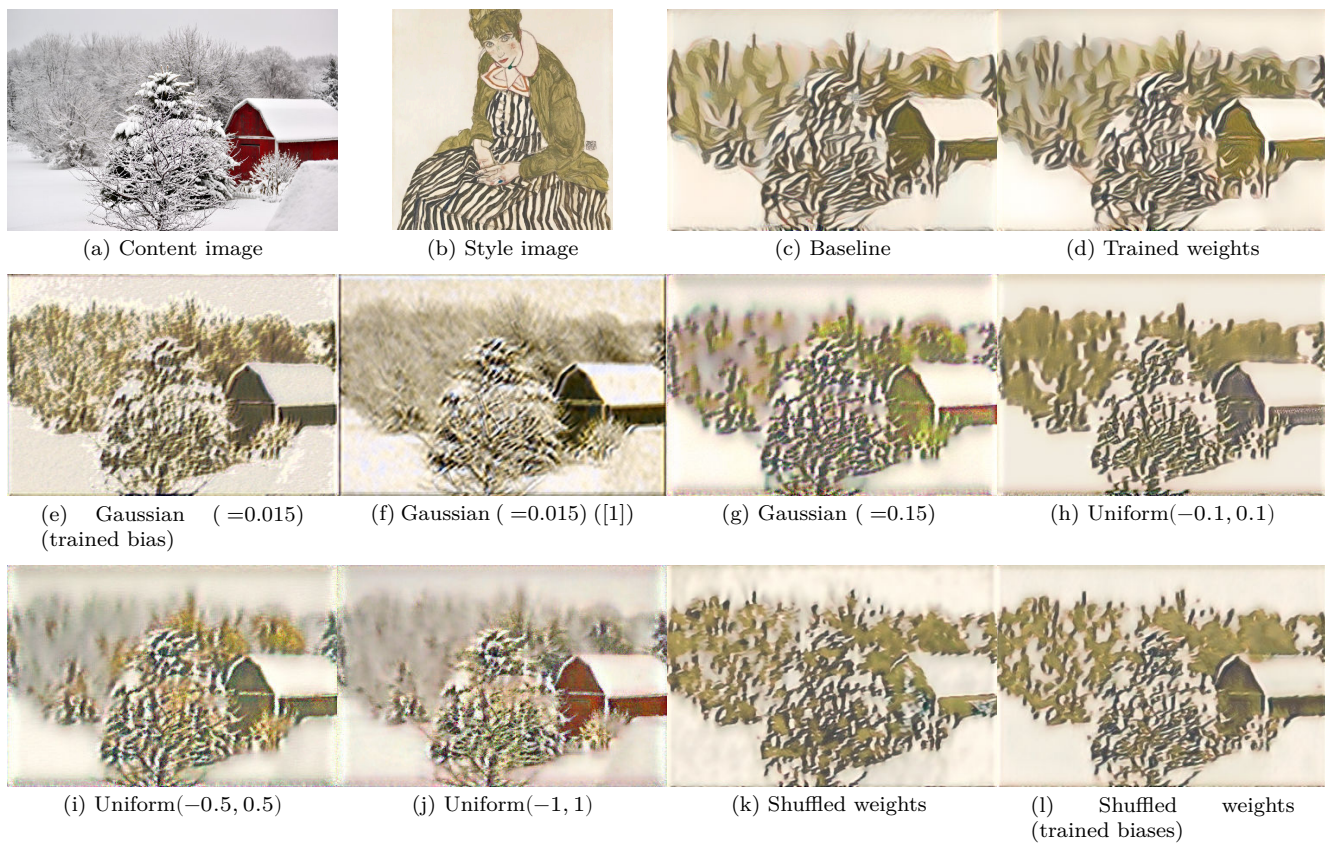 (a) Content image
(b) Style image
(c) Baseline
(d) Trained weights
(e) Gaussian ( =0.015)
(trained bias)
(f) Gaussian ( =0.015) ([1])
(g) Gaussian ( =0.15)
(h) Uniform(−0.1, 0.1)
(i) Uniform(−0.5, 0.5)
(j) Uniform(−1, 1)
(k) Shuffled weights
(l) Shuffled weights
(trained biases)